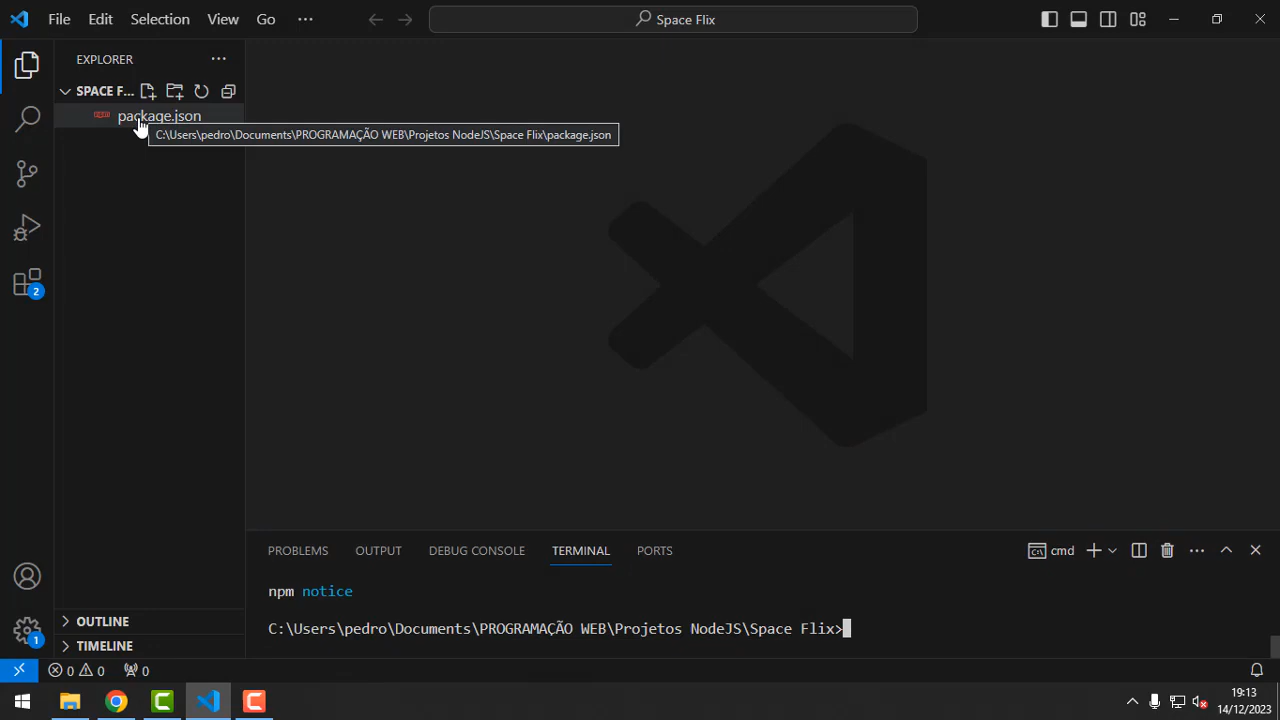 File Edit Selection View Go ···
Space Flix
EXPLORER
SPACE F...
package.json
C:\Users\pedro\Documents\PROGRAMAÇÃO WEB\Projetos NodeJS\Space Flix\package.json
2
PROBLEMS OUTPUT DEBUG CONSOLE TERMINAL PORTS
cmd
npm notice
C:\Users\pedro\Documents\PROGRAMAÇÃO WEB\Projetos NodeJS\Space Flix>
OUTLINE
1
TIMELINE
0 0 0
19:13
14/12/2023